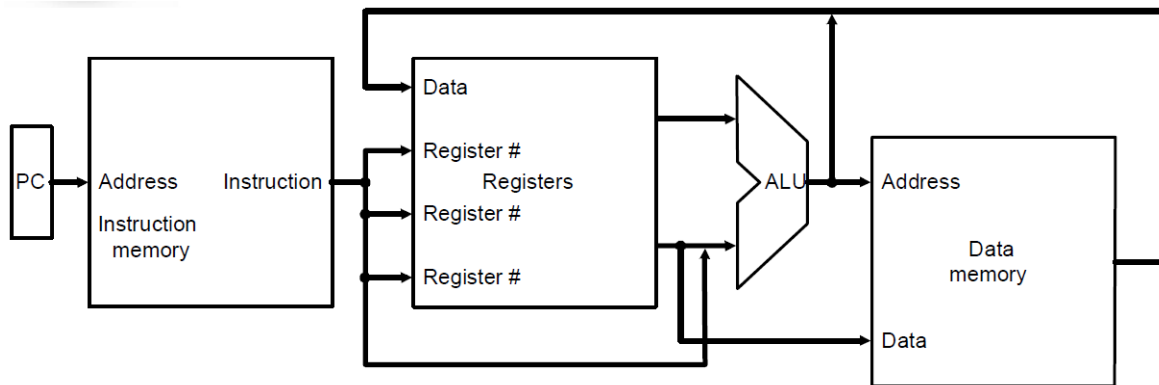 PC
Address
Instruction
Instruction
memory
Data
Register #
Registers
Register #
Register #
ALU
Address
Data
memory
Data